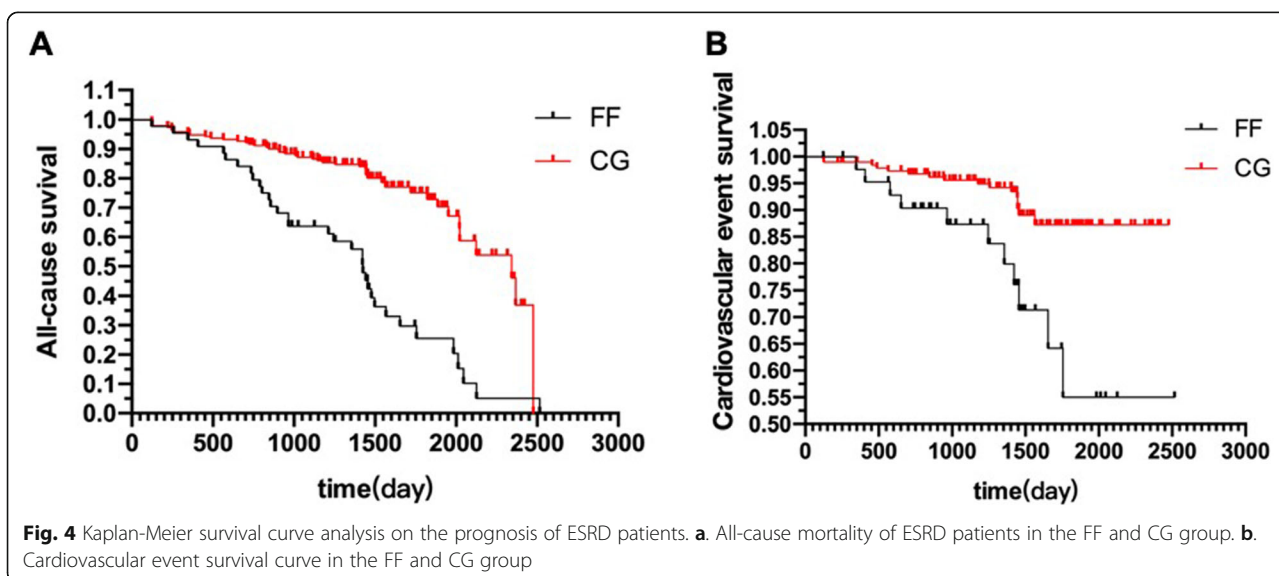 A
All-cause suvival
1.1
1.0
0.9
0.8
0.7
0.6
0.5
0.4
0.3
0.2
0.1
0.0
0 500 1000 1500 2000 2500 3000
time(day)
FF
CG
B
Cardiovascular event survival
1.05
1.00
0.95
0.90
0.85
0.80
0.75
0.70
0.65
0.60
0.55
0.50
0 500 1000 1500 2000 2500 3000
time(day)
FF
CG
Fig. 4 Kaplan-Meier survival curve analysis on the prognosis of ESRD patients. a. All-cause mortality of ESRD patients in the FF and CG group. b.
Cardiovascular event survival curve in the FF and CG group